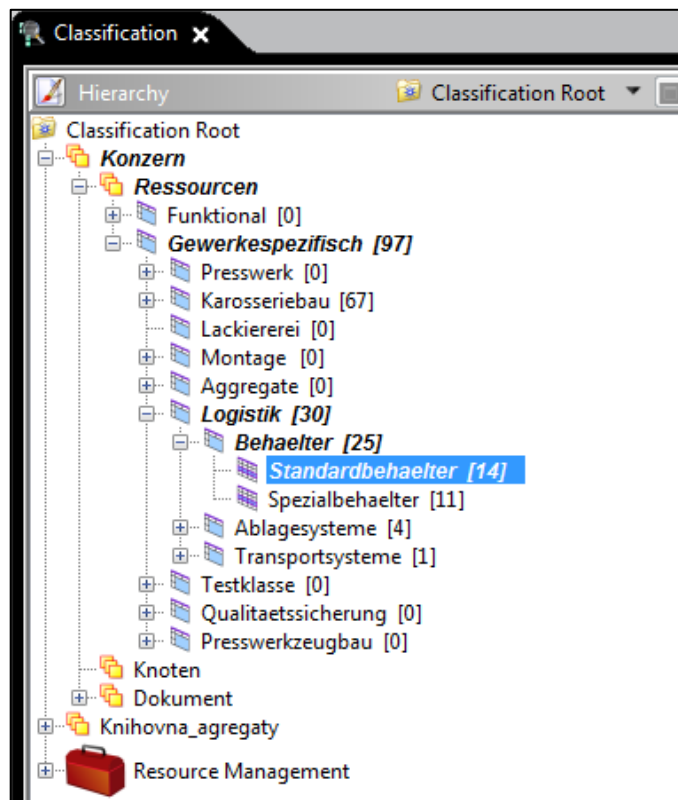 Classification
Hierarchy Classification Root
Classification Root
Konzern
Ressourcen
Funktional [0]
Gewerkespezifisch [97]
Presswerk [0]
Karosseriebau [67]
Lackiererei [0]
Montage [0]
Aggregate [0]
Logistik [30]
Behaelter [25]
Standardbehaelter [14]
Spezialbehaelter [11]
Ablagesysteme [4]
Transportsysteme [1]
Testklasse [0]
Qualitaetssicherung [0]
Presswerkzeugbau [0]
Knoten
Dokument
Knihovna_agregaty
Resource Management